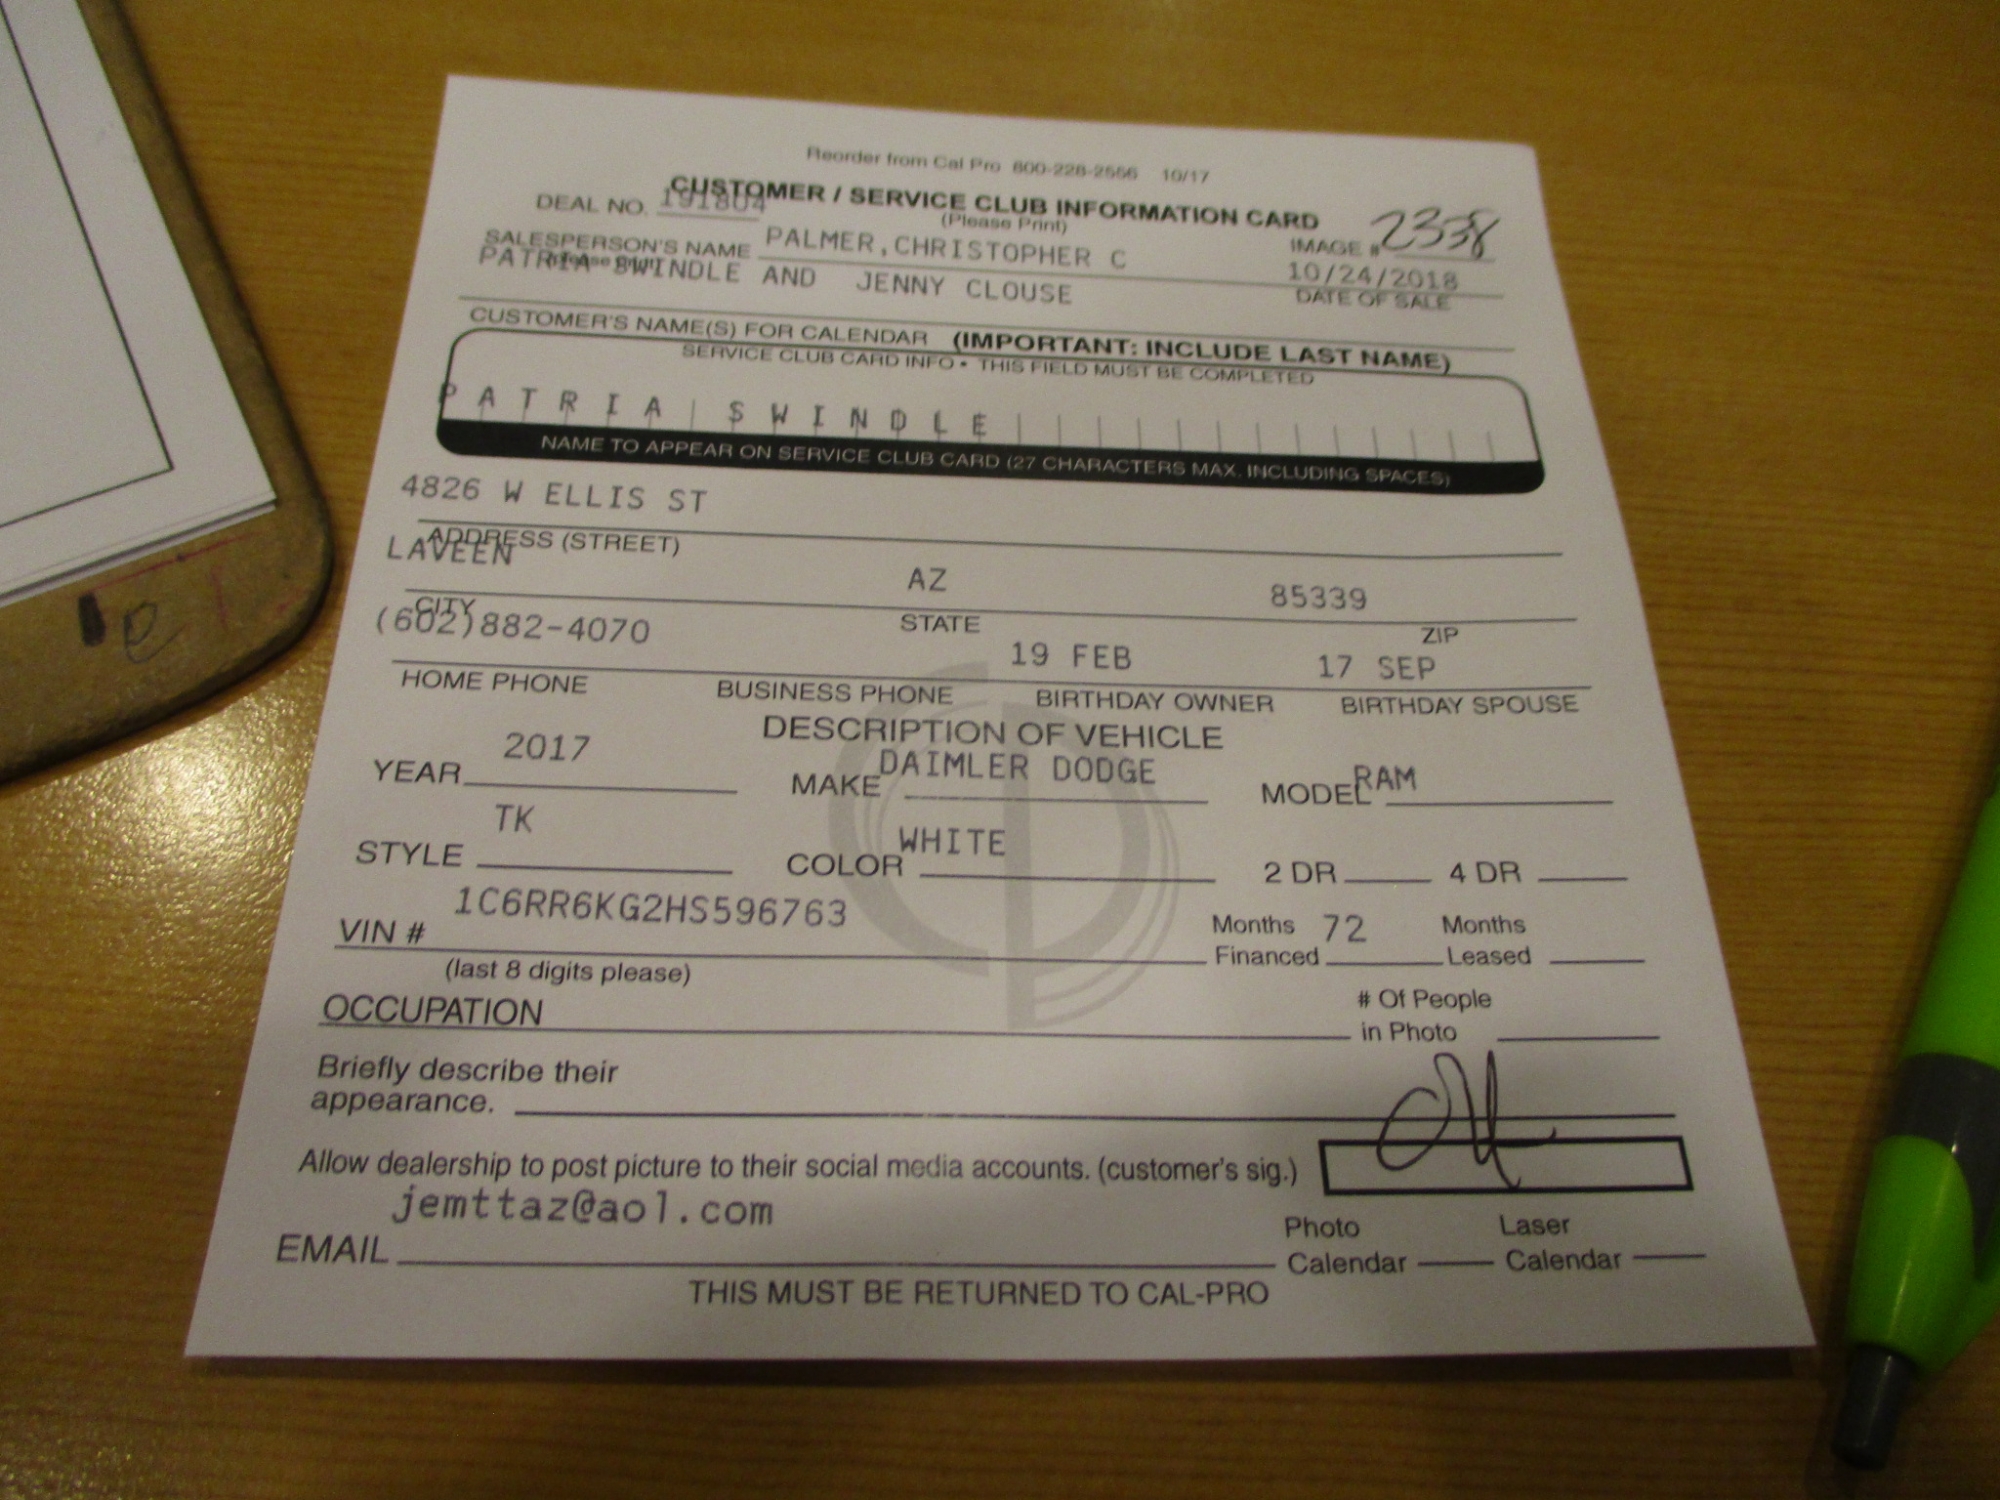 Reorder from Cal Pro 800-228-2556 10/17
CUSTOMER / SERVICE CLUB INFORMATION CARD
DEAL NO. 191804
(Please Print)
SALESPERSON'S NAME PALMER,CHRISTOPHER C
IMAGE # 2338
(Please Print)
PATRIA SWINDLE AND JENNY CLOUSE
10/24/2018
DATE OF SALE
CUSTOMER'S NAME(S) FOR CALENDAR (IMPORTANT: INCLUDE LAST NAME)
SERVICE CLUB CARD INFO • THIS FIELD MUST BE COMPLETED
PATRIA SWINDLE
NAME TO APPEAR ON SERVICE CLUB CARD (27 CHARACTERS MAX. INCLUDING SPACES)
4826 W ELLIS ST
ADDRESS (STREET)
LAVEEN AZ 85339
CITY STATE ZIP
(602)882-4070 19 FEB 17 SEP
HOME PHONE BUSINESS PHONE BIRTHDAY OWNER BIRTHDAY SPOUSE
DESCRIPTION OF VEHICLE
YEAR 2017 MAKE DAIMLER DODGE MODEL RAM
STYLE TK COLOR WHITE 2 DR 4 DR
VIN # 1C6RR6KG2HS596763
Months Financed 72 Months Leased
(last 8 digits please)
OCCUPATION
# Of People
in Photo
Briefly describe their
appearance.
Allow dealership to post picture to their social media accounts. (customer's sig.)
jemttaz@aol.com
EMAIL
Photo Calendar Laser Calendar
THIS MUST BE RETURNED TO CAL-PRO